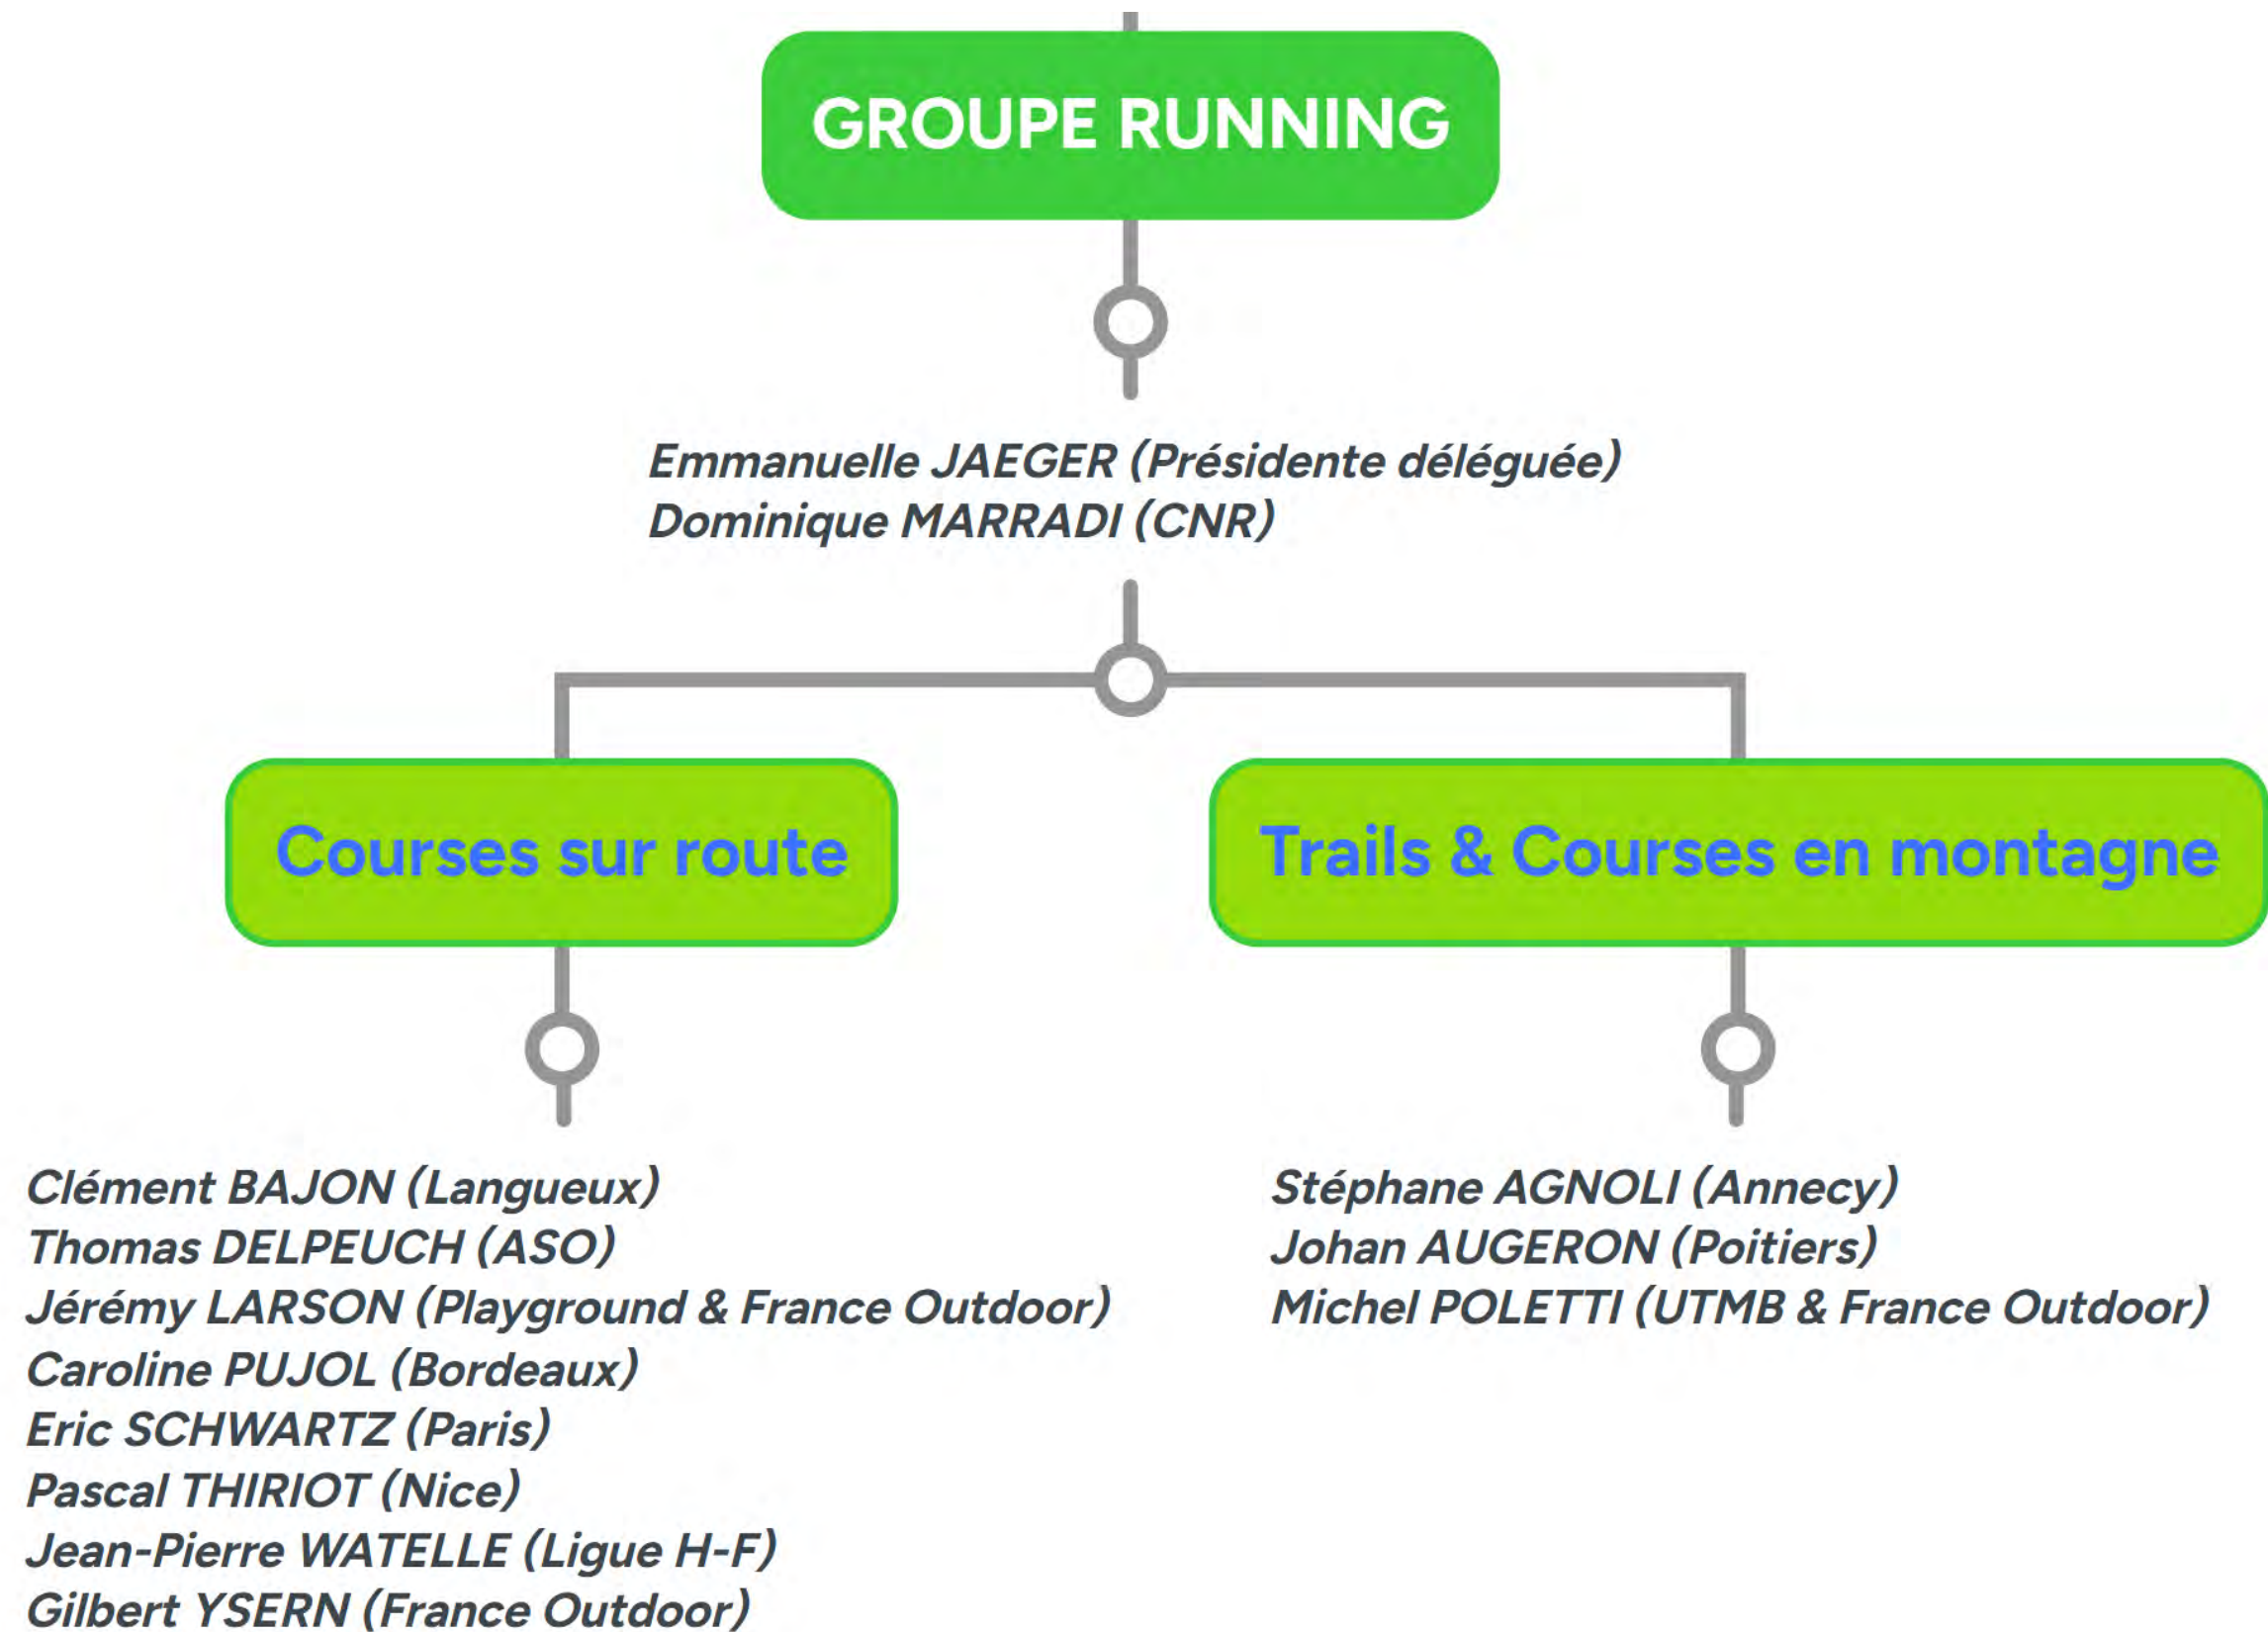 GROUPE RUNNING
Emmanuelle JAEGER (Présidente déléguée)
Dominique MARRADI (CNR)
Courses sur route
Clément BAJON (Langueux)
Thomas DELPEUCH (ASO)
Jérémy LARSON (Playground & France Outdoor)
Caroline PUJOL (Bordeaux)
Eric SCHWARTZ (Paris)
Pascal THIRIOT (Nice)
Jean-Pierre WATELLE (Ligue H-F)
Gilbert YSERN (France Outdoor)
Trails & Courses en montagne
Stéphane AGNOLI (Annecy)
Johan AUGERON (Poitiers)
Michel POLETTI (UTMB & France Outdoor)